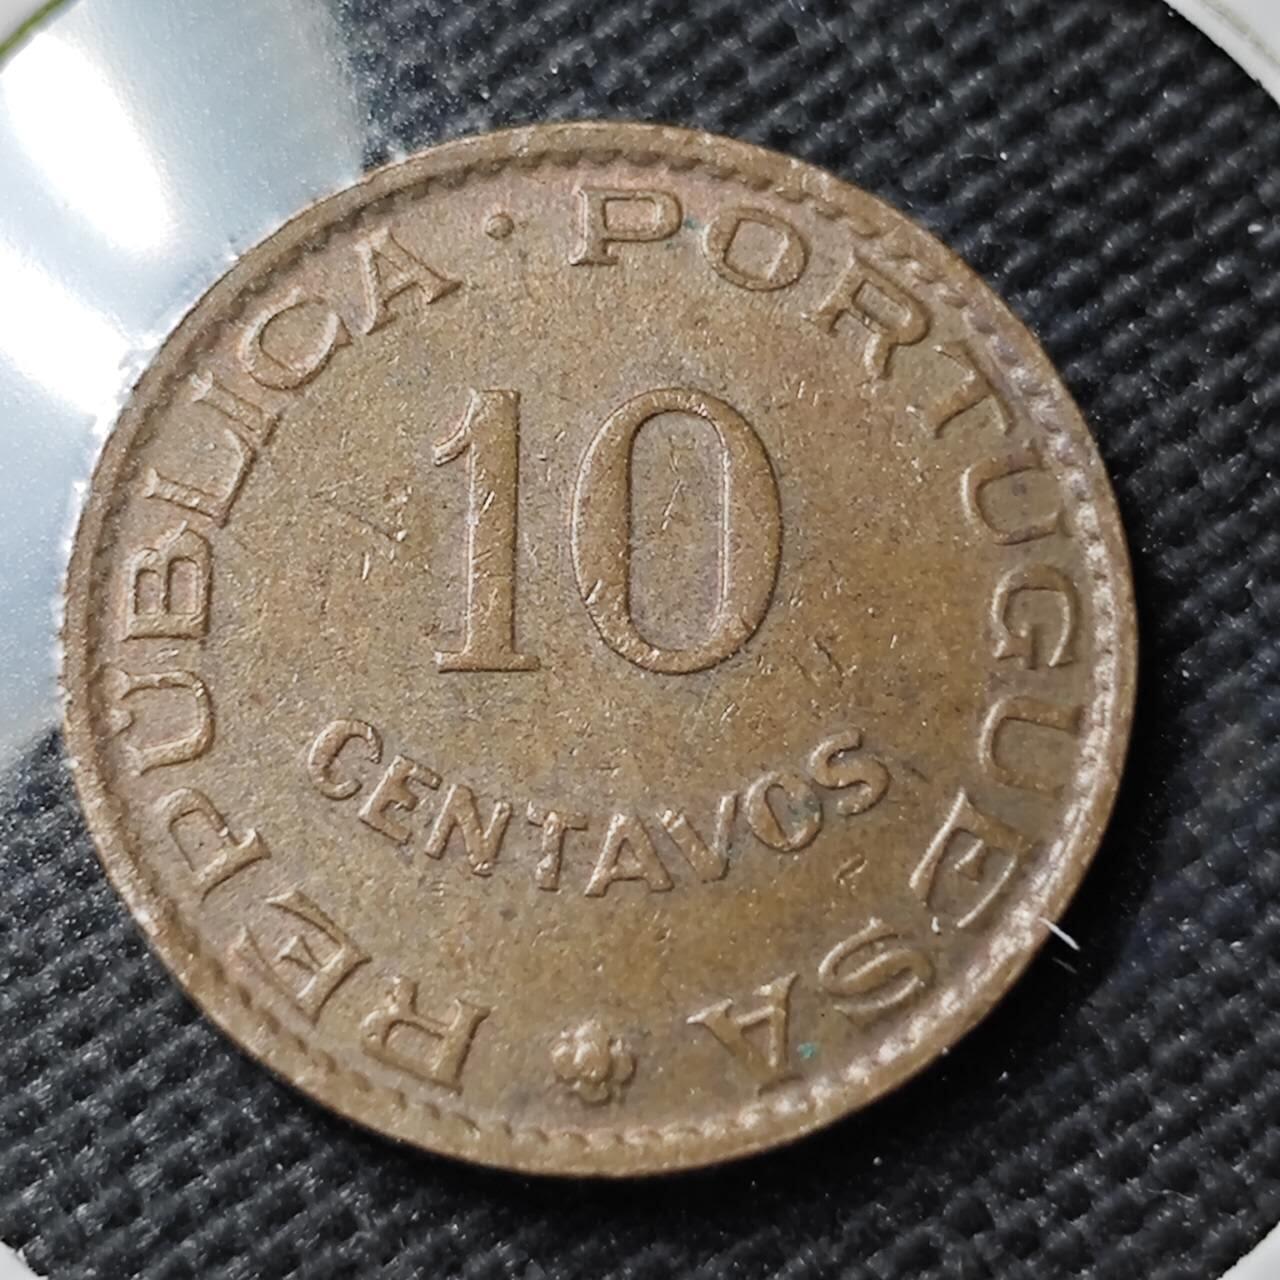 REPUBLICA · PORTUGUESA
10
CENTAVOS